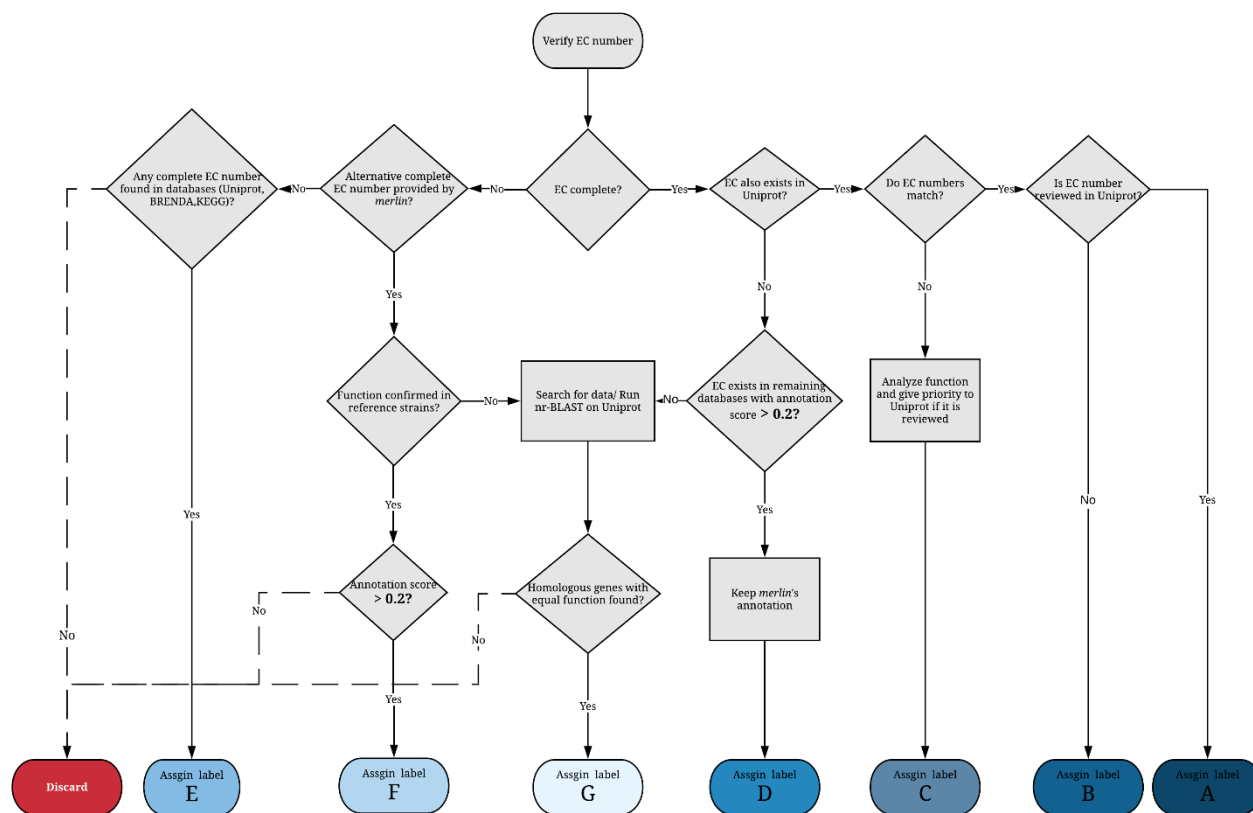 Verify EC number
Any complete EC number
found in databases (Uniprot,
BRENDA,KEGG)?
No
Alternative complete
EC number provided by
merlin?
No
EC complete?
Yes
EC also exists in
Uniprot?
Yes
Do EC numbers
match?
Yes
Is EC number
reviewed in Uniprot?
Yes
No
No
Function confirmed in
reference strains?
No
Search for data/ Run
nr-BLAST on Uniprot
No
EC exists in remaining
databases with annotation
score > 0.2?
Analyze function
and give priority to
Uniprot if it is
reviewed
Yes
Yes
Yes
No
Yes
Annotation score
> 0.2?
No
Homologous genes with
equal function found?
No
Keep merlin's
annotation
No
Yes
Yes
Discard
Assgin label
E
Assgin label
F
Assgin label
G
Assgin label
D
Assgin label
C
Assgin label
B
Assgin label
A